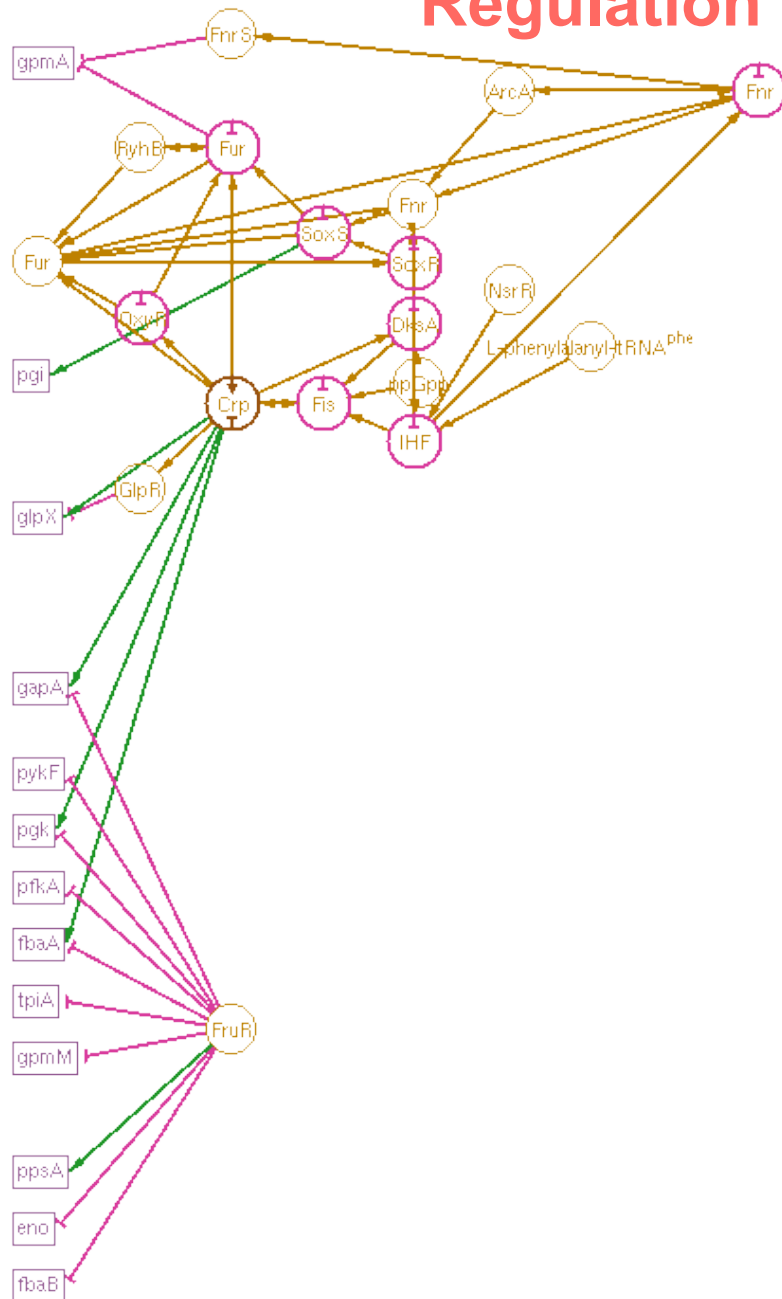 Regulation
FnrS
gpmA
ArcA
Fnr
RyhB
Fur
Fnr
SoxS
Fur
SoxR
NsrR
OxyR
DksA
L-phenylalanyl-tRNAphe
pgi
ppGpp
Crp
Fis
IHF
GlpR
glpX
gapA
pykF
pgk
pfkA
fbaA
tpiA
FruR
gpmM
ppsA
eno
fbaB